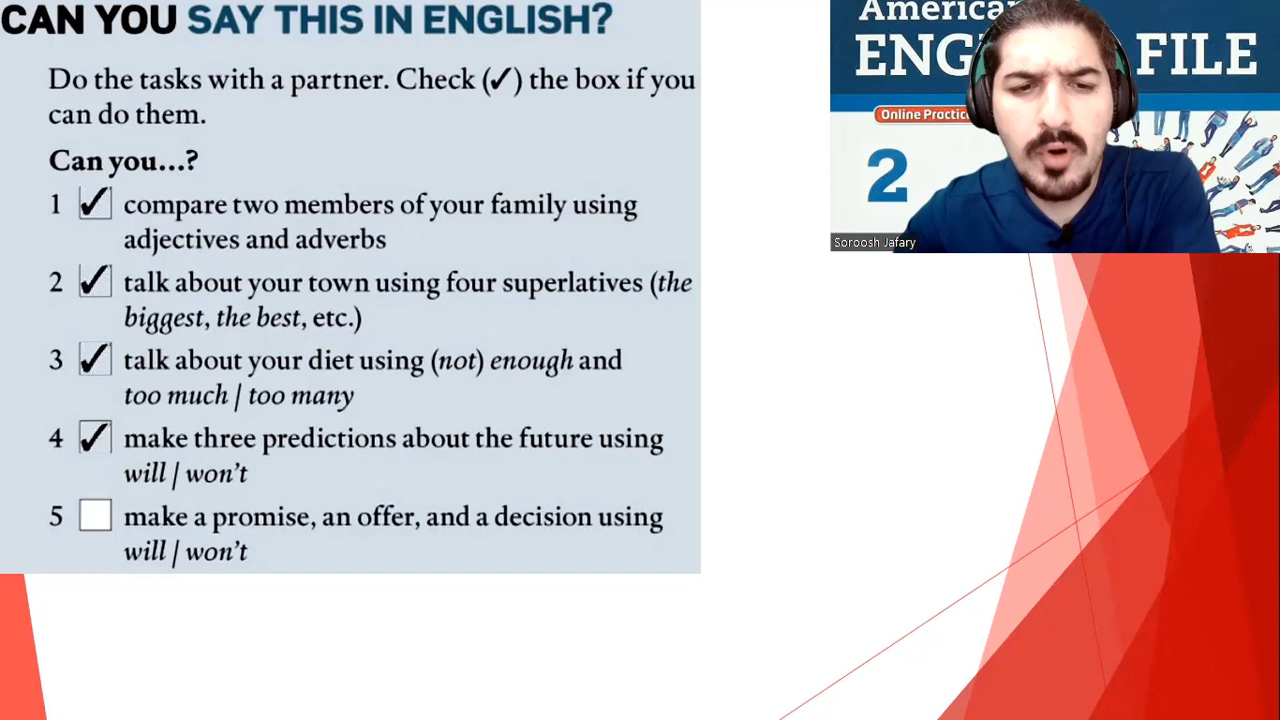 CAN YOU SAY THIS IN ENGLISH?
Do the tasks with a partner. Check (✓) the box if you
can do them.
Can you...?
1 ✓ compare two members of your family using
adjectives and adverbs
2 ✓ talk about your town using four superlatives (the
biggest, the best, etc.)
3 ✓ talk about your diet using (not) enough and
too much | too many
4 ✓ make three predictions about the future using
will | won't
5 make a promise, an offer, and a decision using
will | won't
American
ENG FILE
Online Practic
2
Soroosh Jafary